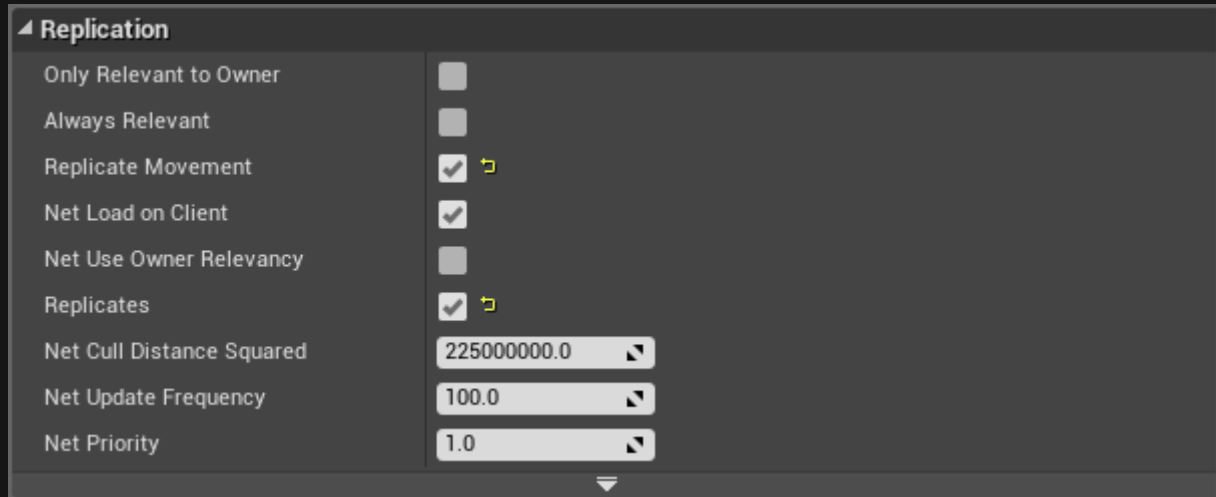 Replication
Only Relevant to Owner
Always Relevant
Replicate Movement
Net Load on Client
Net Use Owner Relevancy
Replicates
Net Cull Distance Squared 225000000.0
Net Update Frequency 100.0
Net Priority 1.0